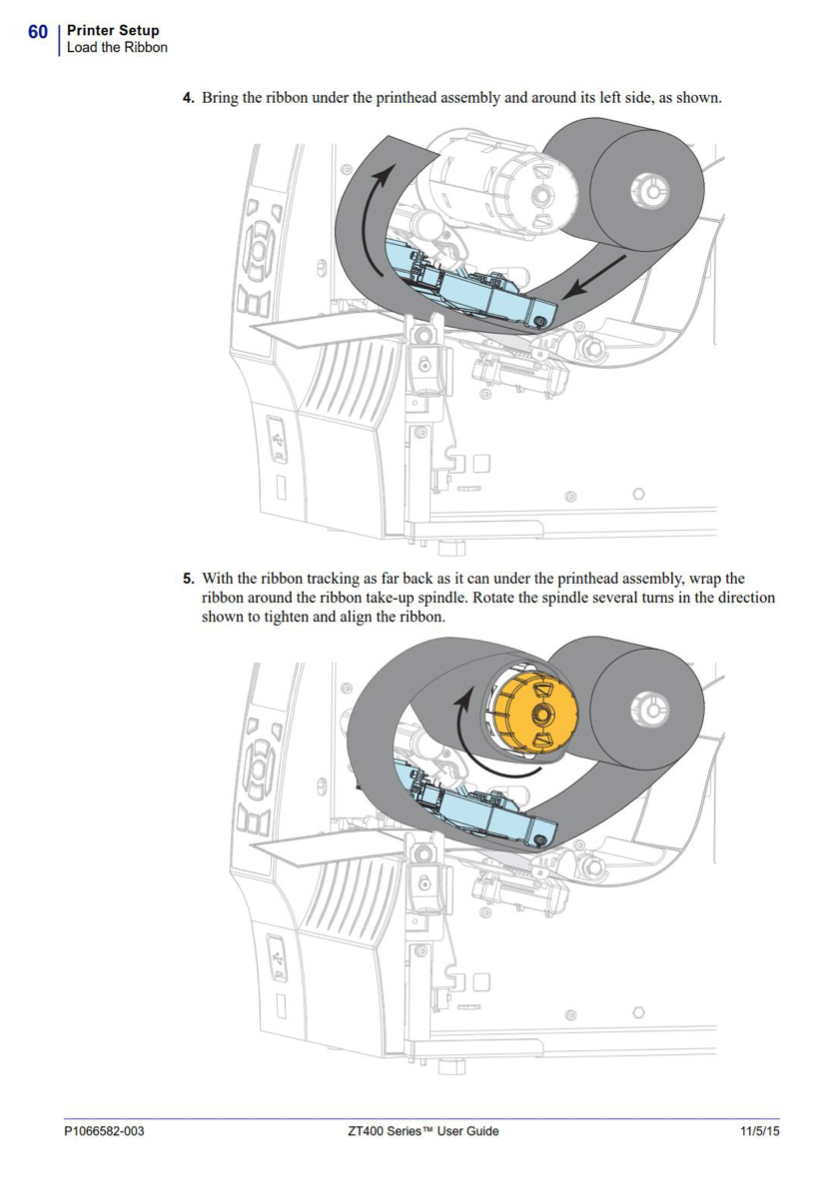 60
Printer Setup
Load the Ribbon
4. Bring the ribbon under the printhead assembly and around its left side, as shown.
5. With the ribbon tracking as far back as it can under the printhead assembly, wrap the
ribbon around the ribbon take-up spindle. Rotate the spindle several turns in the direction
shown to tighten and align the ribbon.
P1066582-003
ZT400 Series™ User Guide
11/5/15